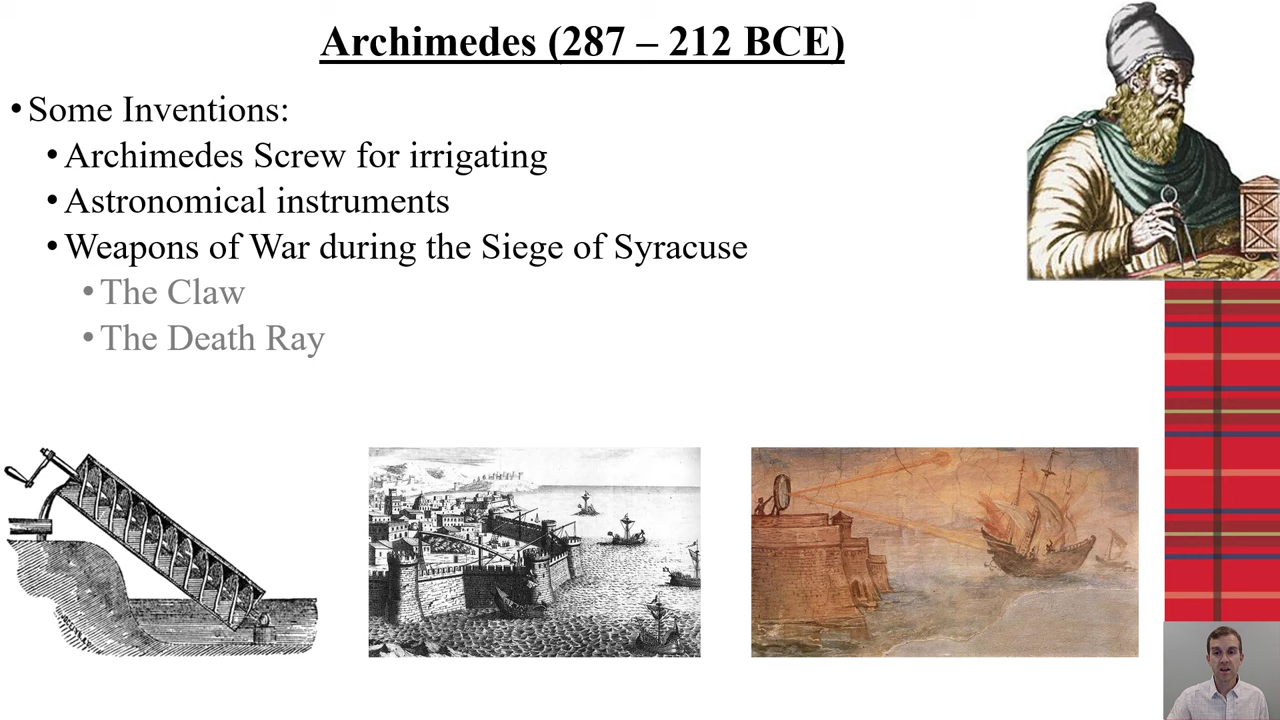 Archimedes (287 – 212 BCE)
• Some Inventions:
• Archimedes Screw for irrigating
• Astronomical instruments
• Weapons of War during the Siege of Syracuse
• The Claw
• The Death Ray